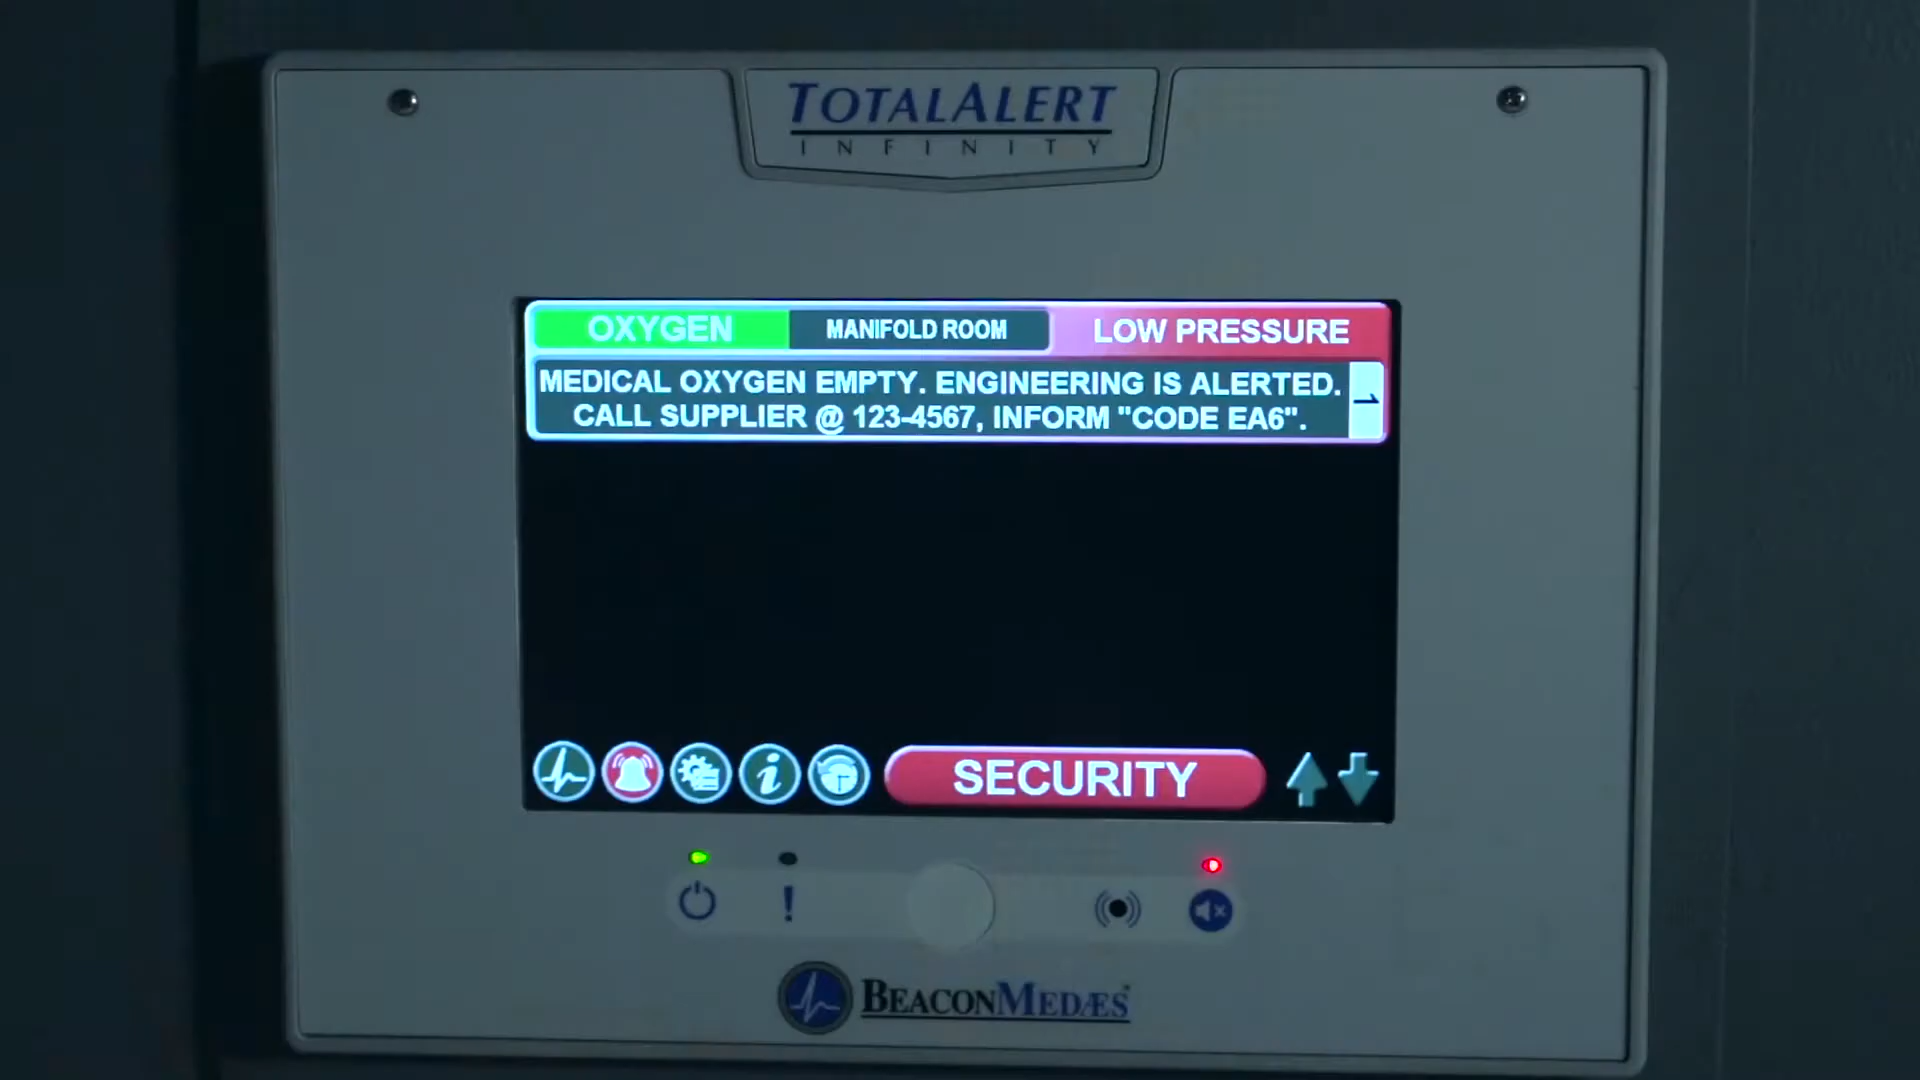 TOTALALERT
INFINITY
OXYGEN MANIFOLD ROOM LOW PRESSURE
MEDICAL OXYGEN EMPTY. ENGINEERING IS ALERTED.
CALL SUPPLIER @ 123-4567, INFORM "CODE EA6".
1
SECURITY
BEACONMEDÆS